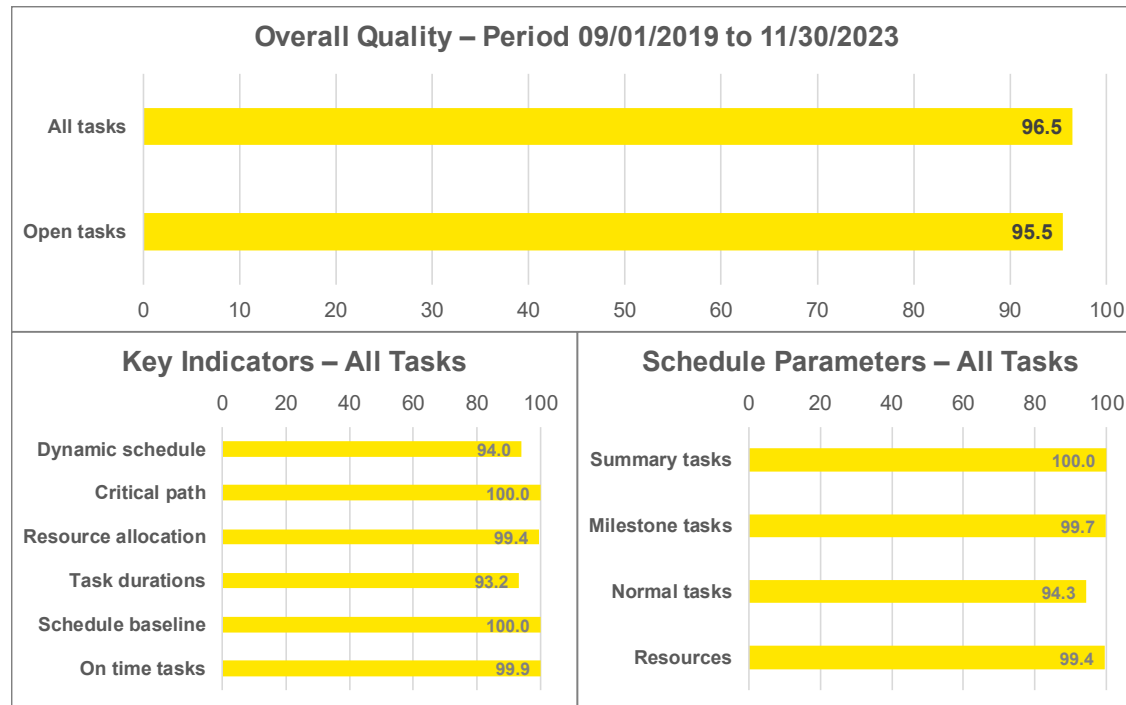 Overall Quality – Period 09/01/2019 to 11/30/2023
All tasks 96.5
Open tasks 95.5
0 10 20 30 40 50 60 70 80 90 100
Key Indicators – All Tasks
0 20 40 60 80 100
Dynamic schedule 94.0
Critical path 100.0
Resource allocation 99.4
Task durations 93.2
Schedule baseline 100.0
On time tasks 99.9
Schedule Parameters – All Tasks
0 20 40 60 80 100
Summary tasks 100.0
Milestone tasks 99.7
Normal tasks 94.3
Resources 99.4